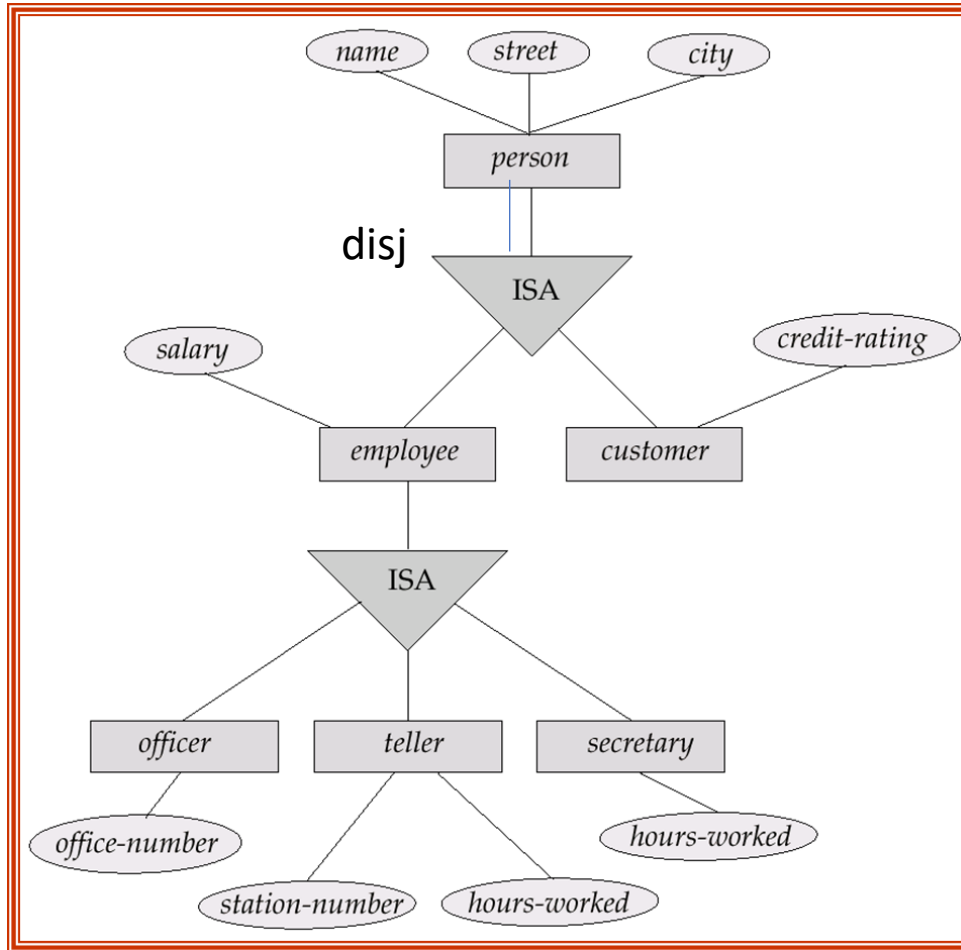 name
street
city
person
disj
ISA
salary
credit-rating
employee
customer
ISA
officer
teller
secretary
office-number
hours-worked
station-number
hours-worked